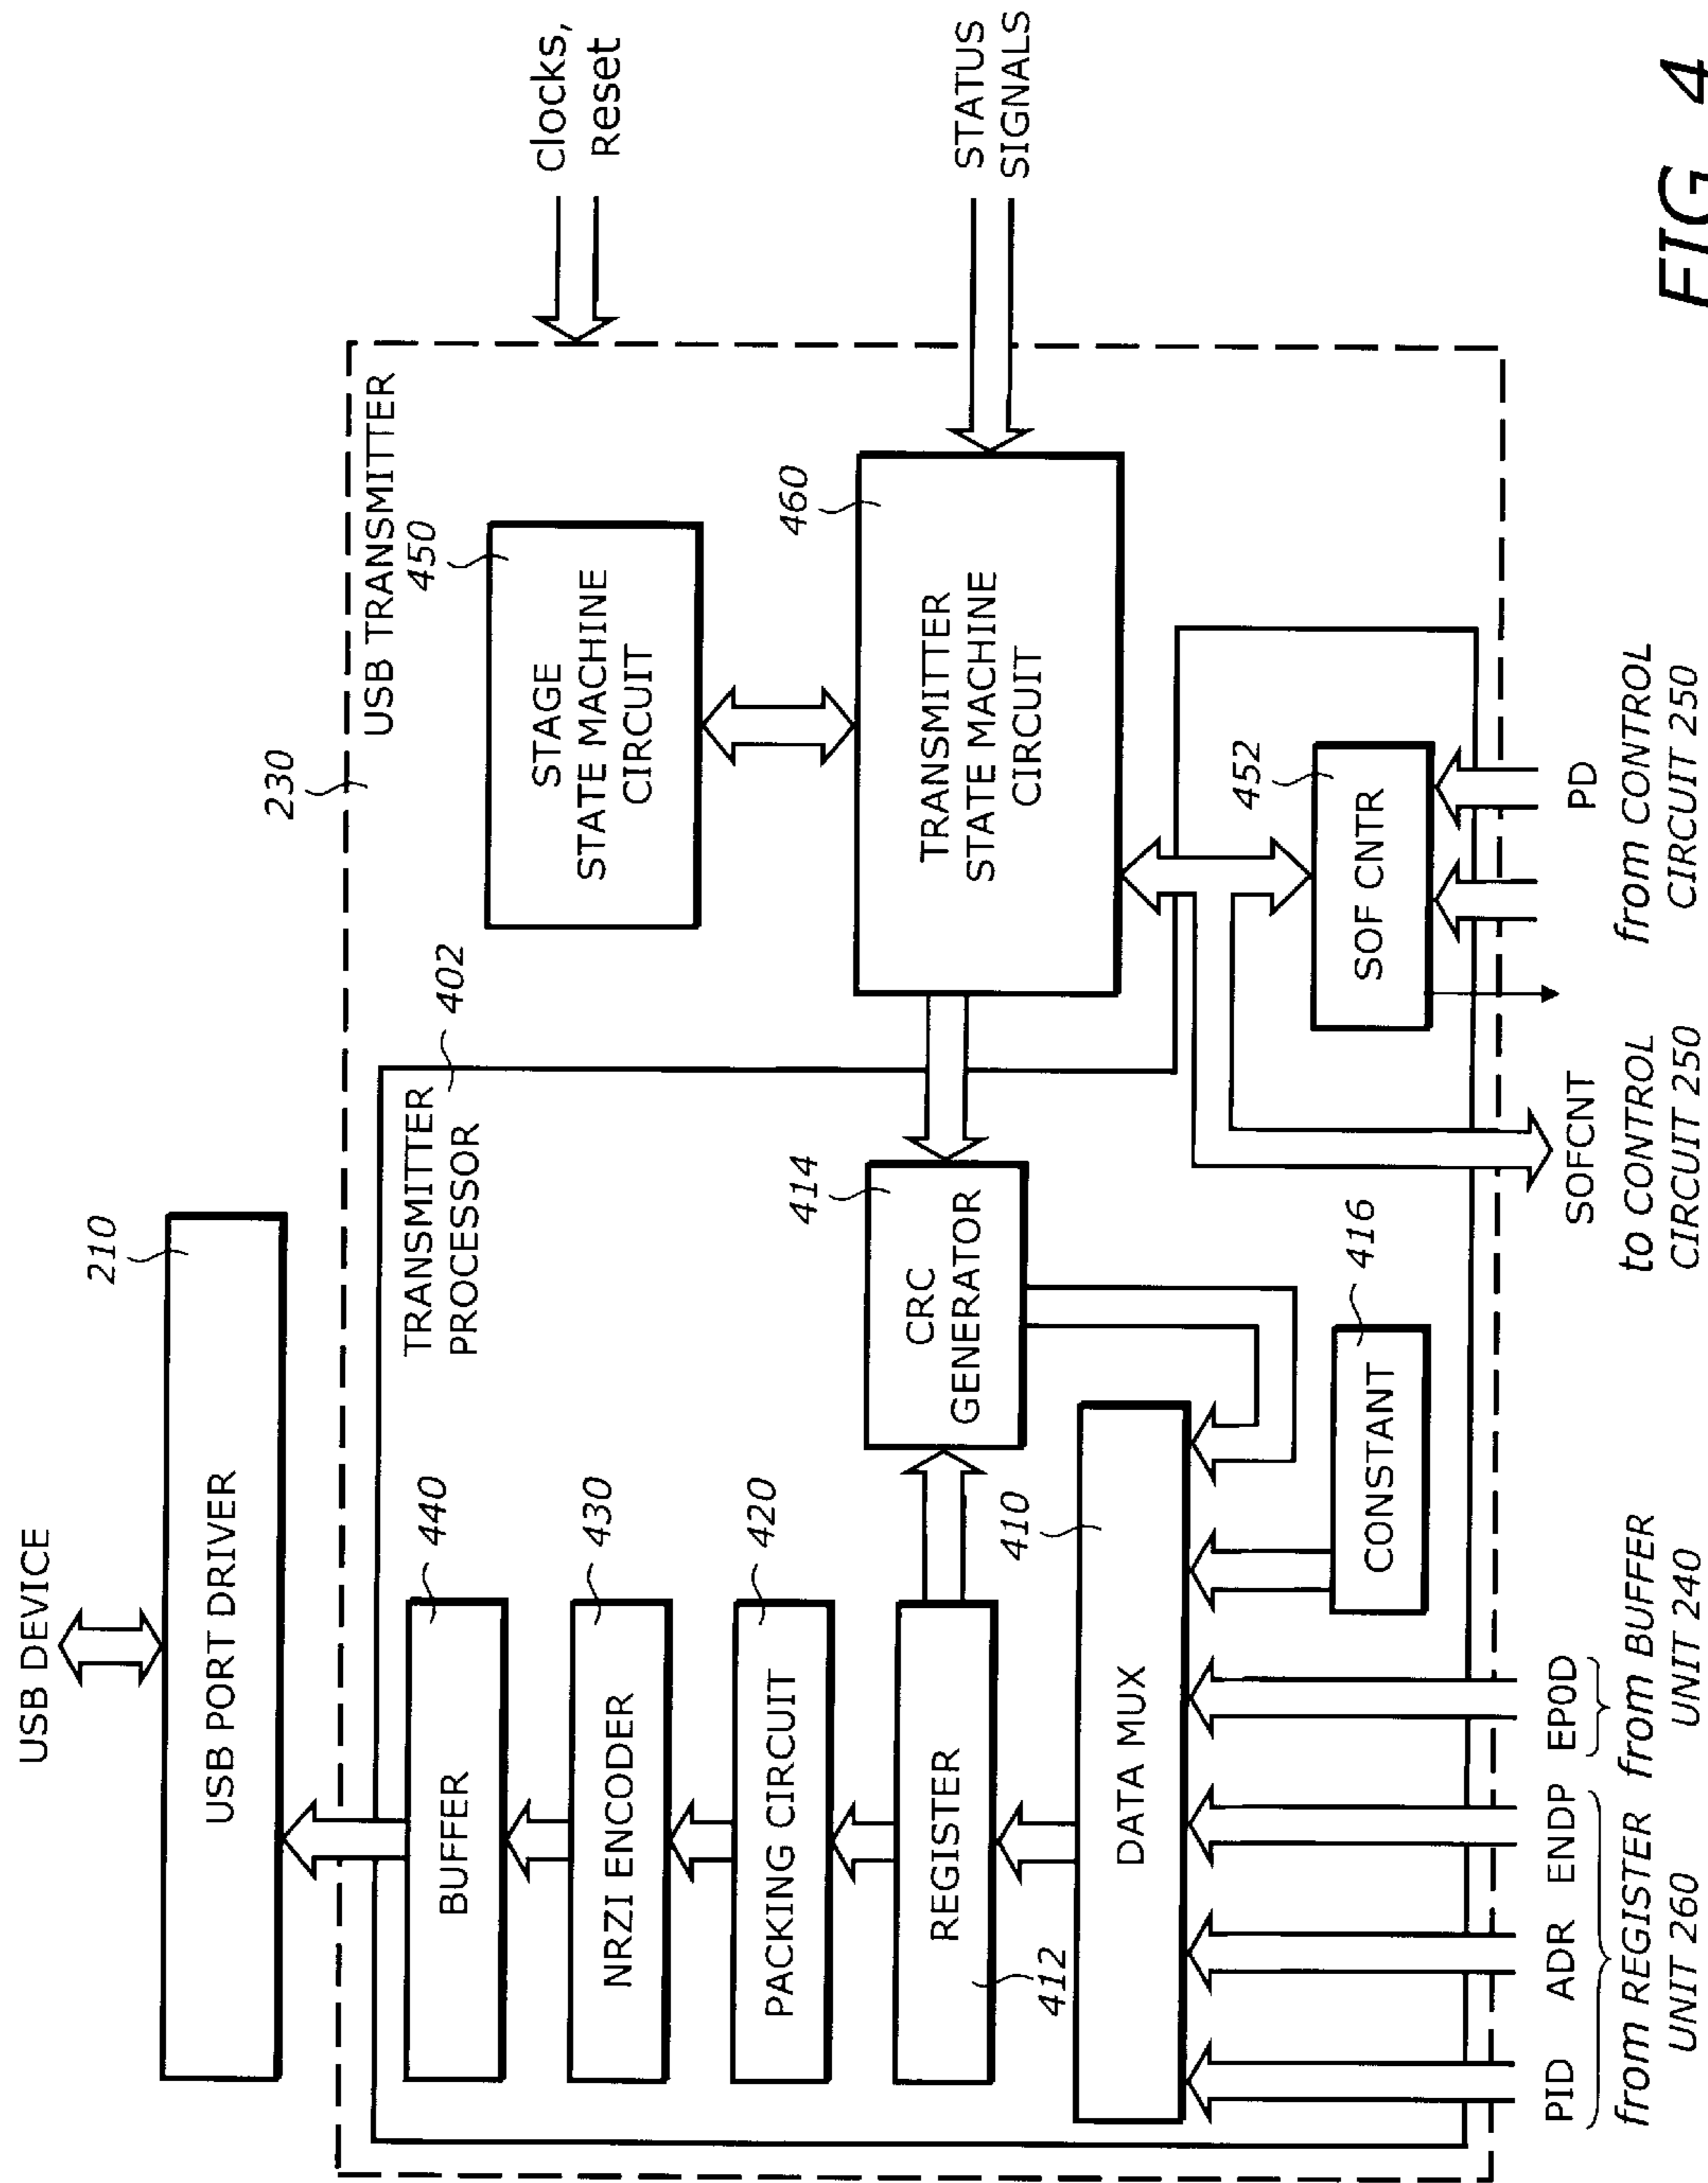 USB DEVICE
210
USB PORT DRIVER
230
USB TRANSMITTER
Clocks,
Reset
TRANSMITTER
PROCESSOR
402
440
BUFFER
430
NRZI ENCODER
420
PACKING CIRCUIT
REGISTER
412
410
DATA MUX
414
CRC
GENERATOR
416
CONSTANT
450
STAGE
STATE MACHINE
CIRCUIT
460
TRANSMITTER
STATE MACHINE
CIRCUIT
STATUS
SIGNALS
452
SOF CNTR
PID ADR ENDP EP0D
from REGISTER
UNIT 260
from BUFFER
UNIT 240
SOFCNT
to CONTROL
CIRCUIT 250
PD
from CONTROL
CIRCUIT 250
FIG 4